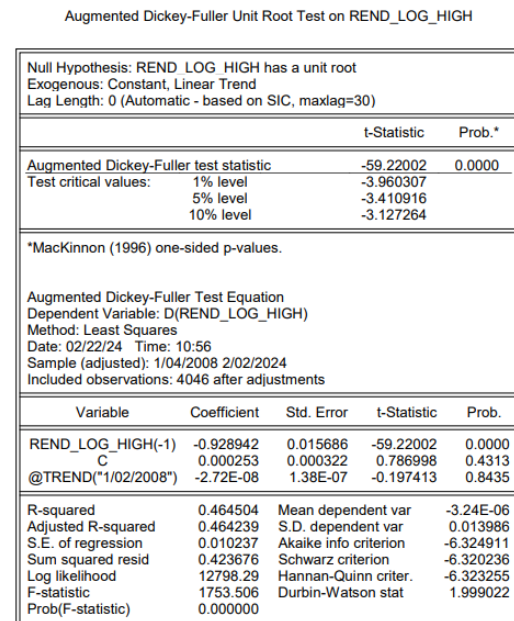 Augmented Dickey-Fuller Unit Root Test on REND_LOG_HIGH
Null Hypothesis: REND_LOG_HIGH has a unit root
Exogenous: Constant, Linear Trend
Lag Length: 0 (Automatic - based on SIC, maxlag=30)
t-Statistic Prob.*
Augmented Dickey-Fuller test statistic -59.22002 0.0000
Test critical values: 1% level -3.960307
5% level -3.410916
10% level -3.127264
*MacKinnon (1996) one-sided p-values.
Augmented Dickey-Fuller Test Equation
Dependent Variable: D(REND_LOG_HIGH)
Method: Least Squares
Date: 02/22/24 Time: 10:56
Sample (adjusted): 1/04/2008 2/02/2024
Included observations: 4046 after adjustments
Variable Coefficient Std. Error t-Statistic Prob.
REND_LOG_HIGH(-1) -0.928942 0.015686 -59.22002 0.0000
C 0.000253 0.000322 0.786998 0.4313
@TREND("1/02/2008") -2.72E-08 1.38E-07 -0.197413 0.8435
R-squared 0.464504 Mean dependent var -3.24E-06
Adjusted R-squared 0.464239 S.D. dependent var 0.013986
S.E. of regression 0.010237 Akaike info criterion -6.324911
Sum squared resid 0.423676 Schwarz criterion -6.320236
Log likelihood 12798.29 Hannan-Quinn criter. -6.323255
F-statistic 1753.506 Durbin-Watson stat 1.999022
Prob(F-statistic) 0.000000